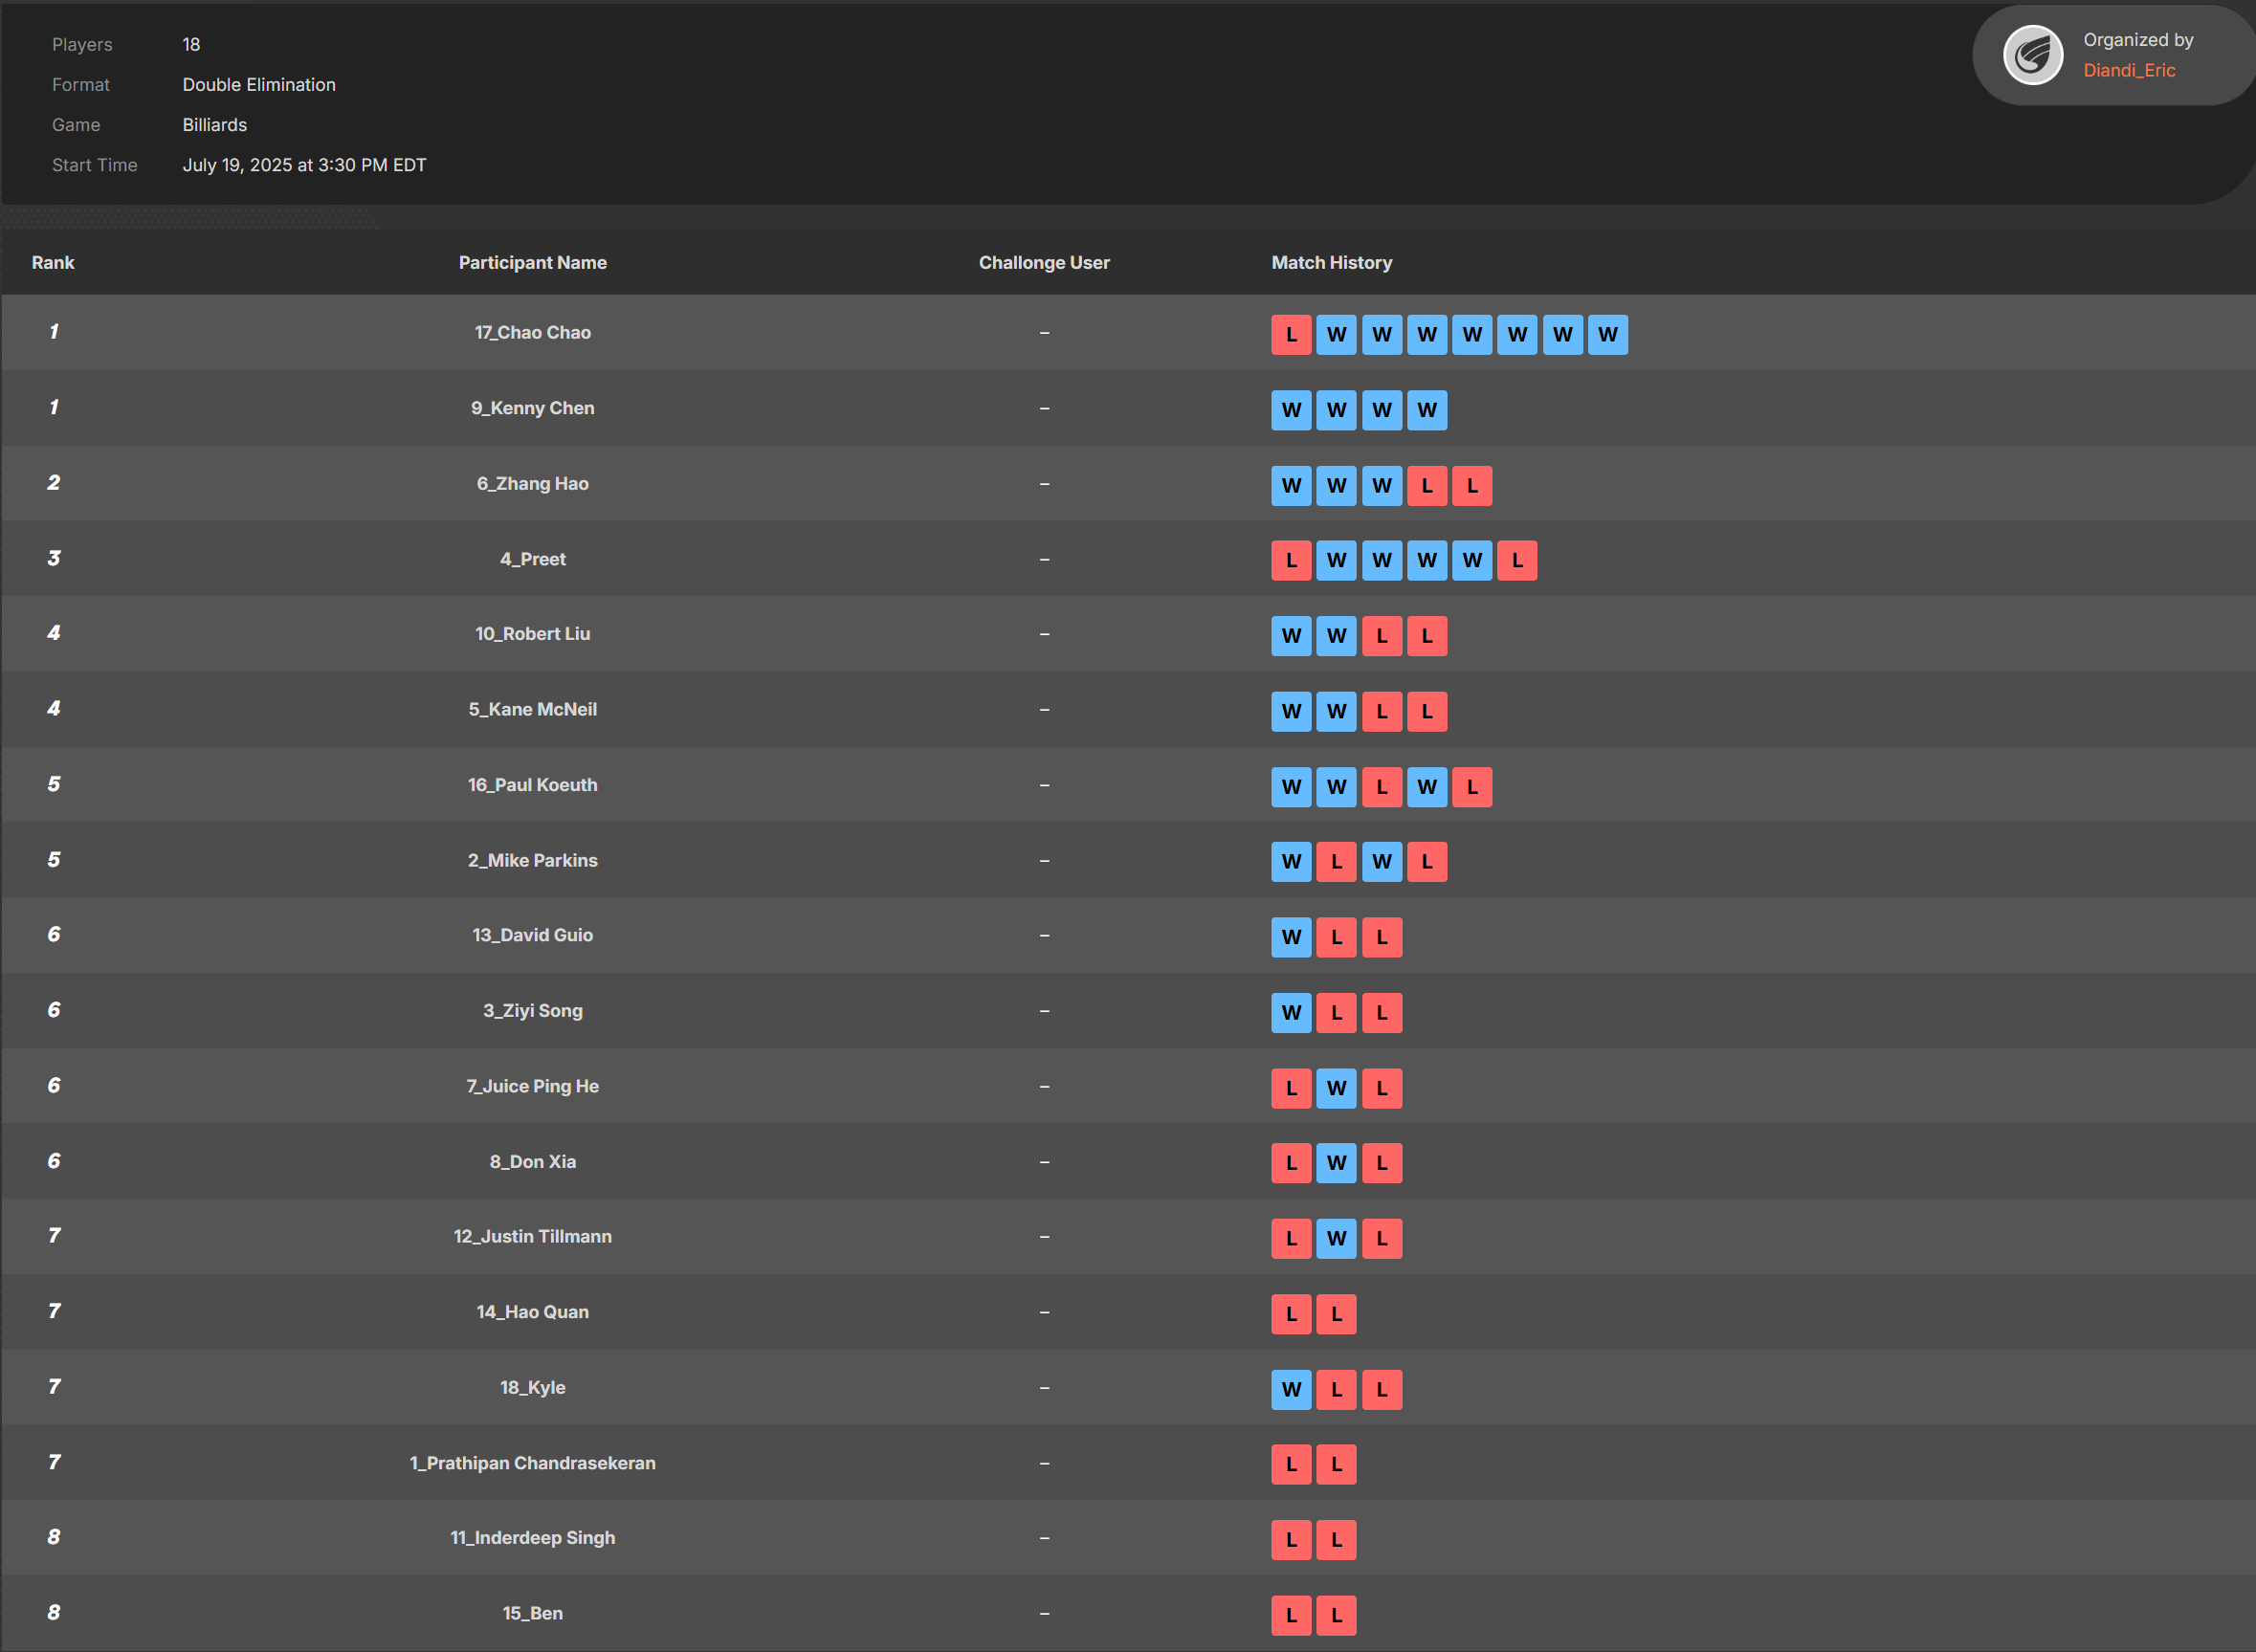 Players 18
Format Double Elimination
Game Billiards
Start Time July 19, 2025 at 3:30 PM EDT
Organized by
Diandi_Eric
Rank Participant Name Challonge User Match History
1 17_Chao Chao – L W W W W W W W
1 9_Kenny Chen – W W W W
2 6_Zhang Hao – W W W L L
3 4_Preet – L W W W W L
4 10_Robert Liu – W W L L
4 5_Kane McNeil – W W L L
5 16_Paul Koeuth – W W L W L
5 2_Mike Parkins – W L W L
6 13_David Guio – W L L
6 3_Ziyi Song – W L L
6 7_Juice Ping He – L W L
6 8_Don Xia – L W L
7 12_Justin Tillmann – L W L
7 14_Hao Quan – L L
7 18_Kyle – W L L
7 1_Prathipan Chandrasekeran – L L
8 11_Inderdeep Singh – L L
8 15_Ben – L L